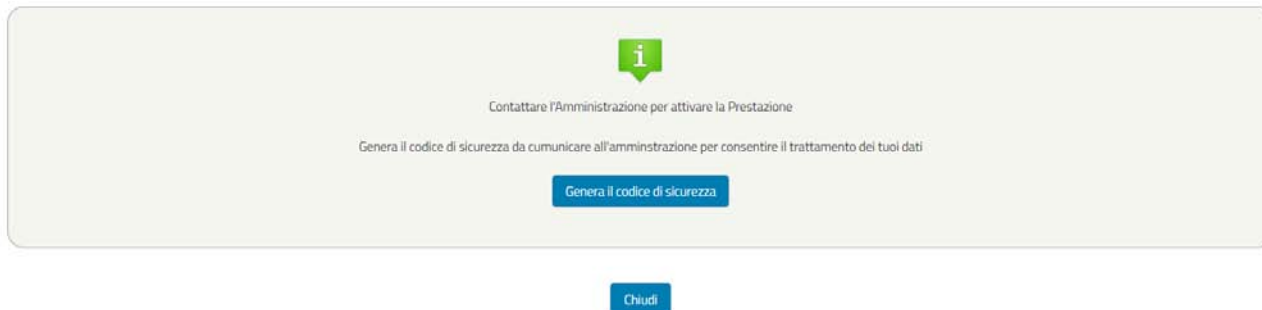 i
Contattare l'Amministrazione per attivare la Prestazione
Genera il codice di sicurezza da cumunicare all'amminstrazione per consentire il trattamento dei tuoi dati
Genera il codice di sicurezza
Chiudi